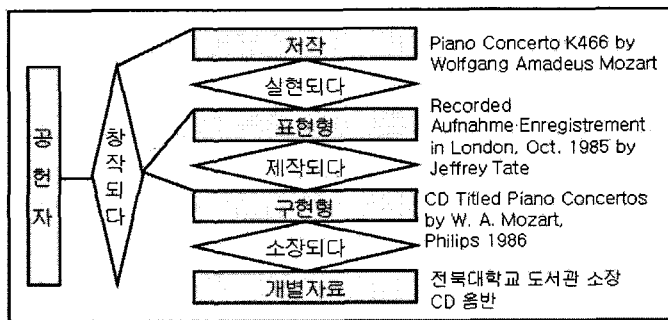 저작
Piano Concerto K466 by
Wolfgang Amadeus Mozart
실현되다
표현형
Recorded
Aufnahme·Enregistrement
in London, Oct. 1985 by
Jeffrey Tate
공헌자
창작되다
제작되다
구현형
CD Titled Piano Concertos
by W. A. Mozart,
Philips 1986
소장되다
개별자료
전북대학교 도서관 소장
CD 음반